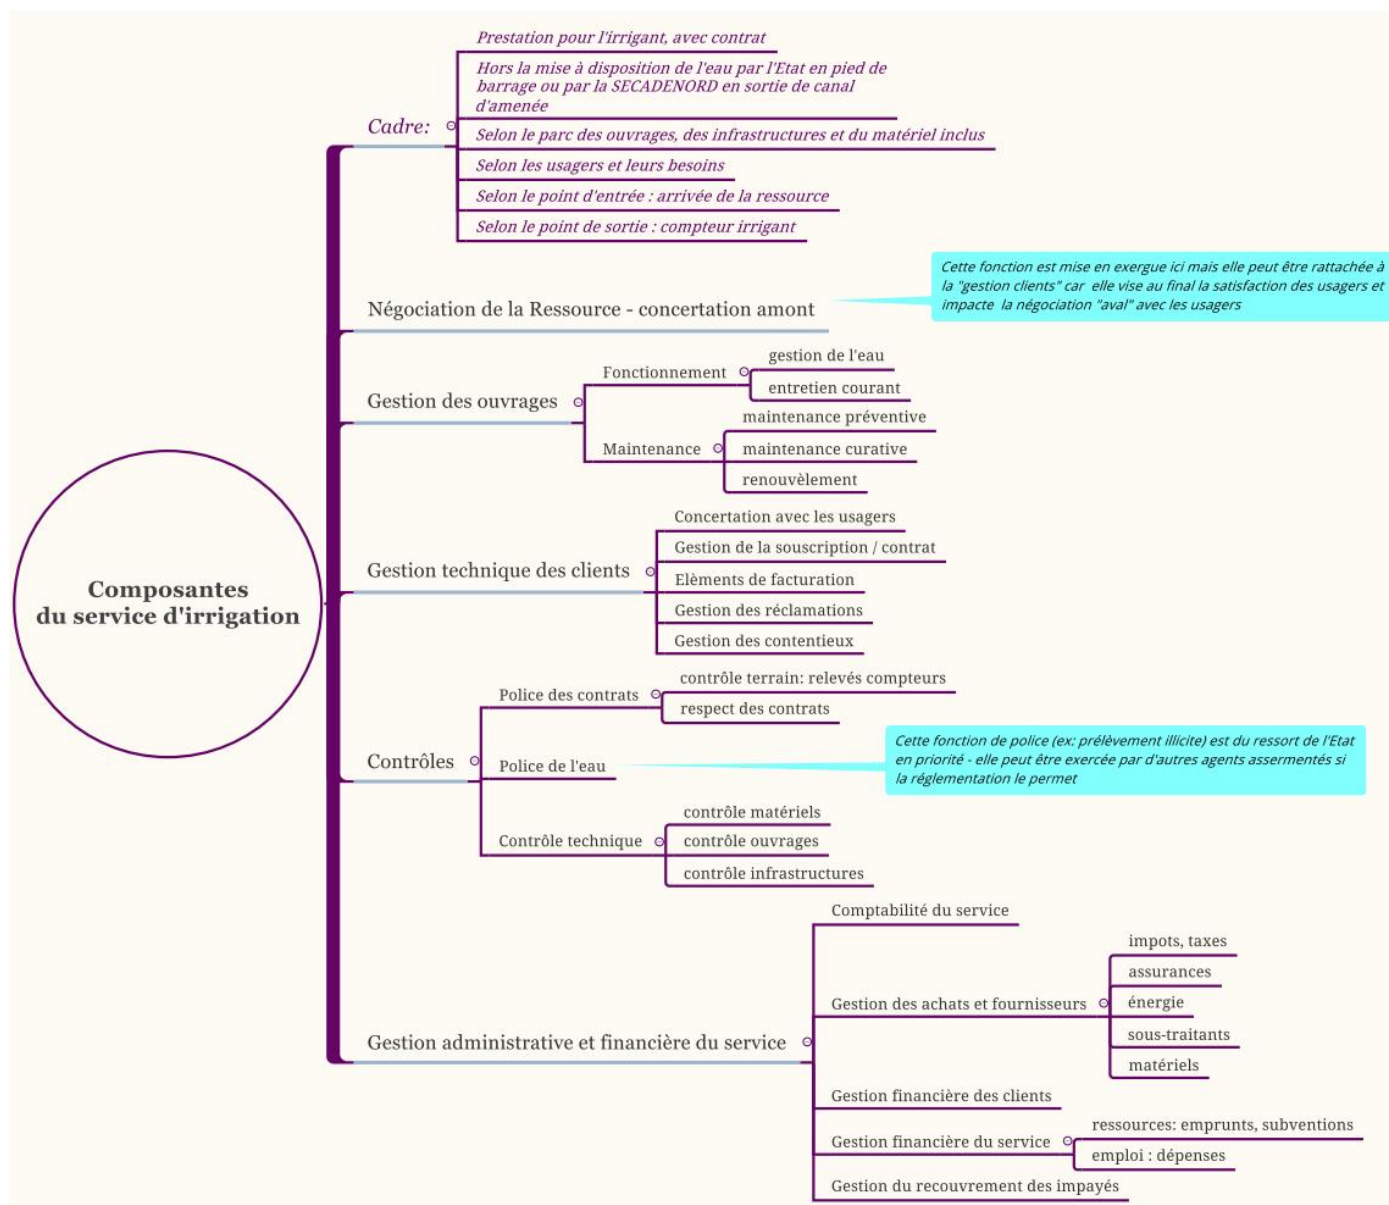 Prestation pour l'irrigant, avec contrat
Hors la mise à disposition de l'eau par l'Etat en pied de
barrage ou par la SECADENORD en sortie de canal
d'amenée
Cadre:
Selon le parc des ouvrages, des infrastructures et du matériel inclus
Selon les usagers et leurs besoins
Selon le point d'entrée : arrivée de la ressource
Selon le point de sortie : compteur irrigant
Cette fonction est mise en exergue ici mais elle peut être rattachée à
la "gestion clients" car elle vise au final la satisfaction des usagers et
impacte la négociation "aval" avec les usagers
Négociation de la Ressource - concertation amont
gestion de l'eau
Fonctionnement
entretien courant
Gestion des ouvrages
maintenance préventive
Maintenance
maintenance curative
renouvèlement
Concertation avec les usagers
Gestion de la souscription / contrat
Gestion technique des clients
Elèments de facturation
Gestion des réclamations
Gestion des contentieux
Composantes
du service d'irrigation
contrôle terrain: relevés compteurs
Police des contrats
respect des contrats
Cette fonction de police (ex: prélèvement illicite) est du ressort de l'Etat
en priorité - elle peut être exercée par d'autres agents assermentés si
la réglementation le permet
Contrôles
Police de l'eau
contrôle matériels
Contrôle technique
contrôle ouvrages
contrôle infrastructures
Comptabilité du service
impots, taxes
assurances
Gestion des achats et fournisseurs
énergie
sous-traitants
matériels
Gestion administrative et financière du service
Gestion financière des clients
ressources: emprunts, subventions
Gestion financière du service
emploi : dépenses
Gestion du recouvrement des impayés